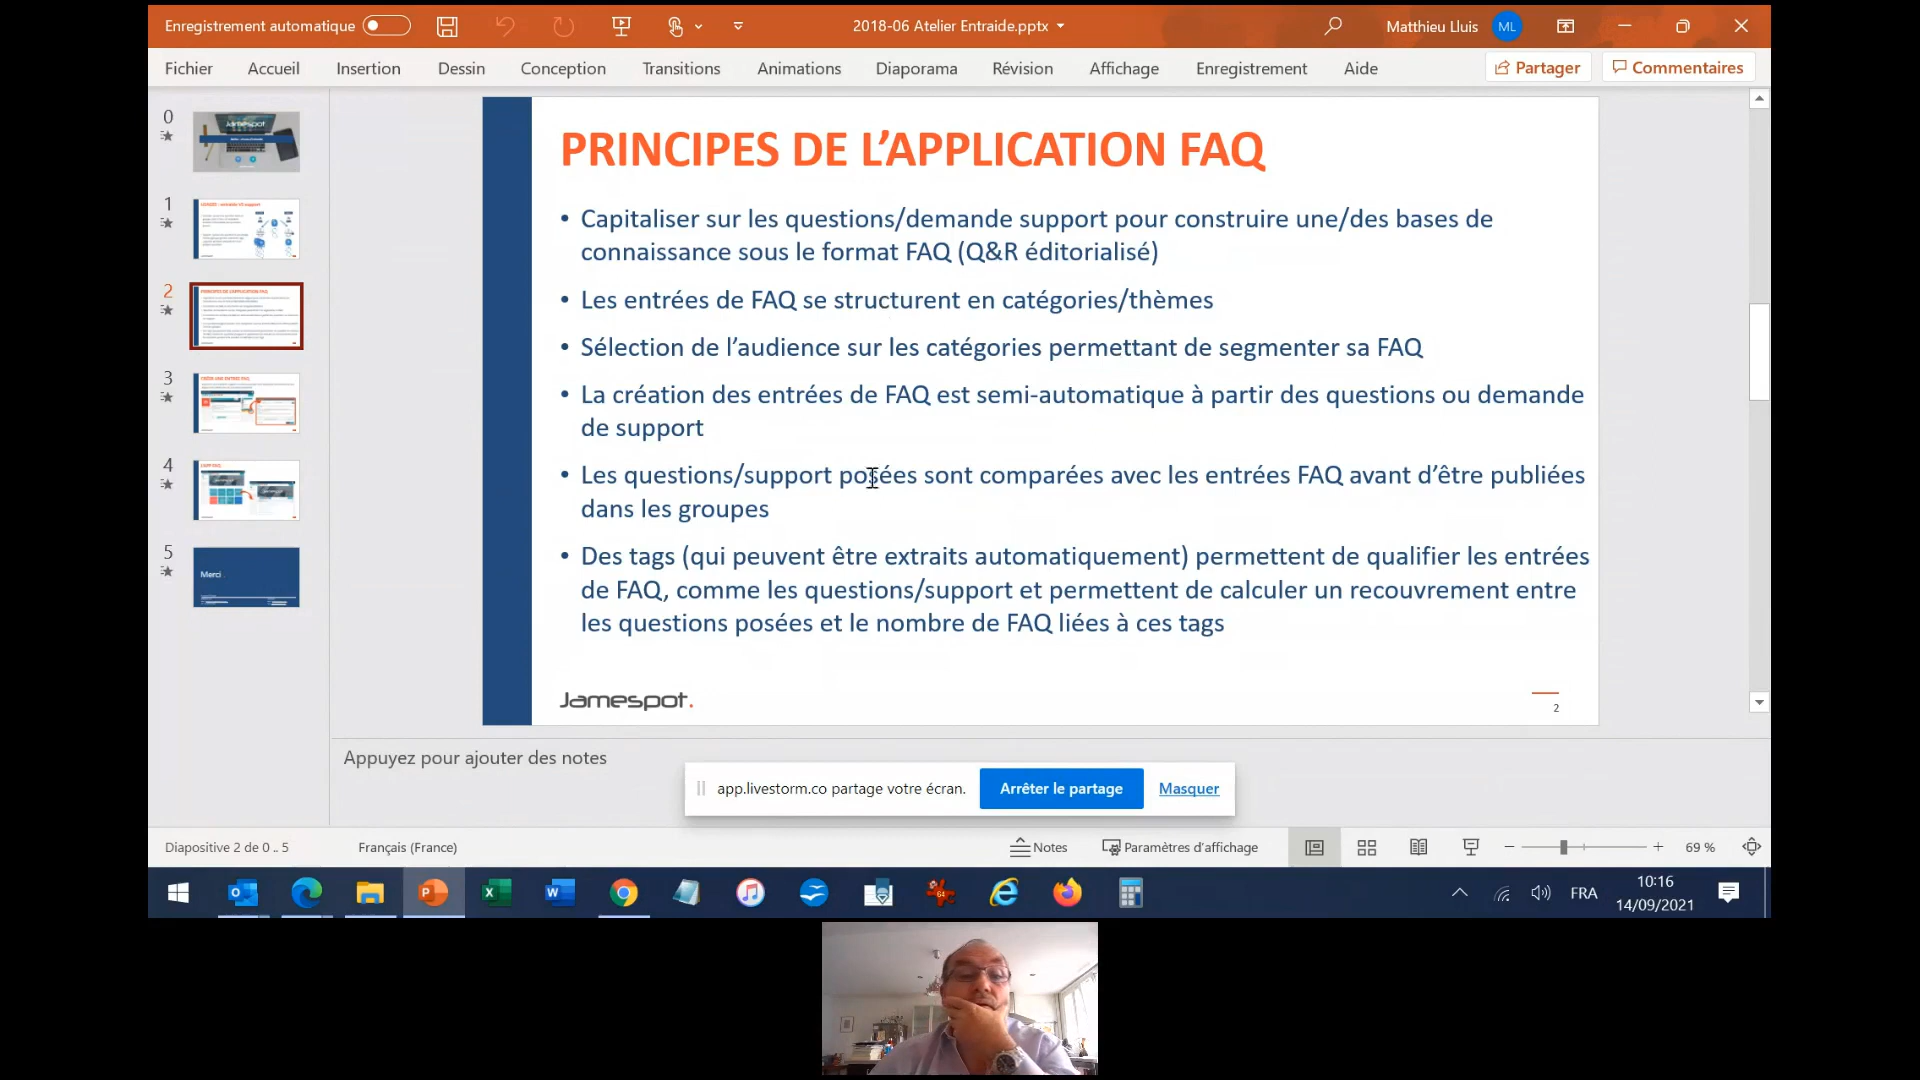 Enregistrement automatique
2018-06 Atelier Entraide.pptx
Matthieu Lluis
ML
Fichier
Accueil
Insertion
Dessin
Conception
Transitions
Animations
Diaporama
Révision
Affichage
Enregistrement
Aide
Partager
Commentaires
0
Jamespot
1
2
3
4
5
Merci
PRINCIPES DE L’APPLICATION FAQ
• Capitaliser sur les questions/demande support pour construire une/des bases de
connaissance sous le format FAQ (Q&R éditorialisé)
• Les entrées de FAQ se structurent en catégories/thèmes
• Sélection de l’audience sur les catégories permettant de segmenter sa FAQ
• La création des entrées de FAQ est semi-automatique à partir des questions ou demande
de support
• Les questions/support posées sont comparées avec les entrées FAQ avant d’être publiées
dans les groupes
• Des tags (qui peuvent être extraits automatiquement) permettent de qualifier les entrées
de FAQ, comme les questions/support et permettent de calculer un recouvrement entre
les questions posées et le nombre de FAQ liées à ces tags
Jamespot.
2
Appuyez pour ajouter des notes
app.livestorm.co partage votre écran.
Arrêter le partage
Masquer
Diapositive 2 de 0 .. 5
Français (France)
Notes
Paramètres d’affichage
69 %
FRA
10:16
14/09/2021